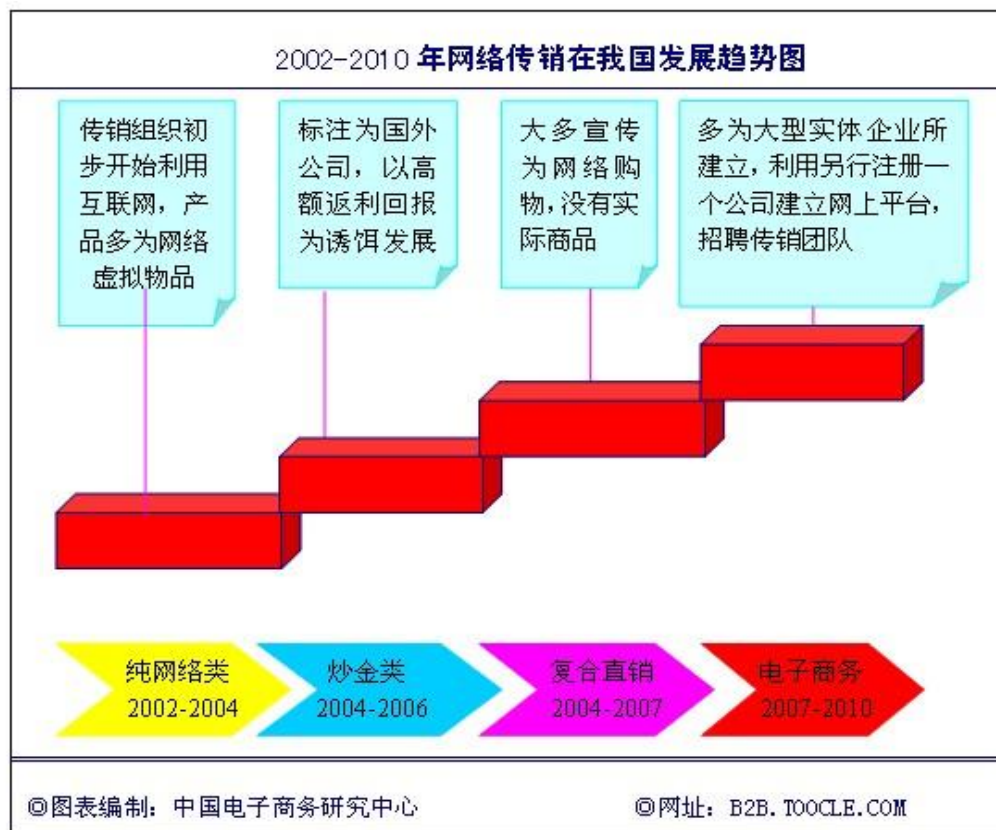 2002-2010 年网络传销在我国发展趋势图
传销组织初
步开始利用
互联网，产
品多为网络
虚拟物品
标注为国外
公司，以高
额返利回报
为诱饵发展
大多宣传
为网络购
物，没有实
际商品
多为大型实体企业所
建立，利用另行注册一
个公司建立网上平台，
招聘传销团队
纯网络类
2002-2004
炒金类
2004-2006
复合直销
2004-2007
电子商务
2007-2010
◎图表编制：中国电子商务研究中心
◎网址：B2B.TOOCLE.COM